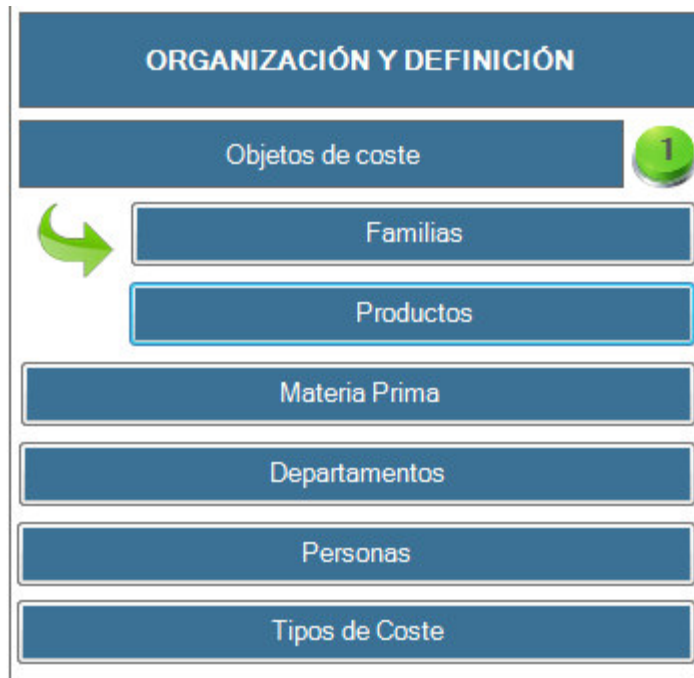 ORGANIZACIÓN Y DEFINICIÓN
Objetos de coste
1
Familias
Productos
Materia Prima
Departamentos
Personas
Tipos de Coste